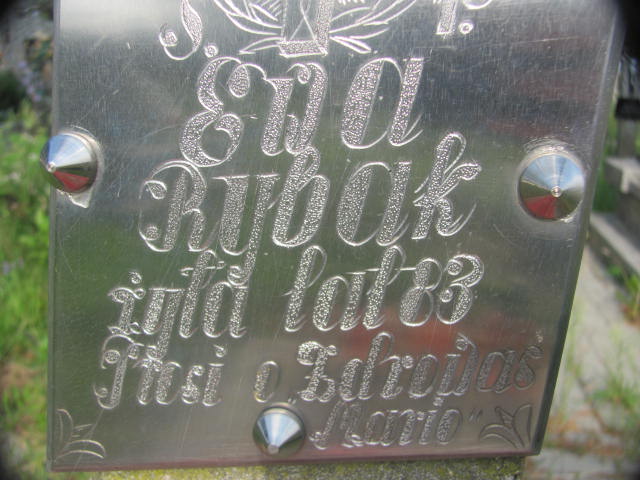 Ś. P.
Ewa
Rybak
żyła lat 83
Prosi o „Zdrowaś
Mario"